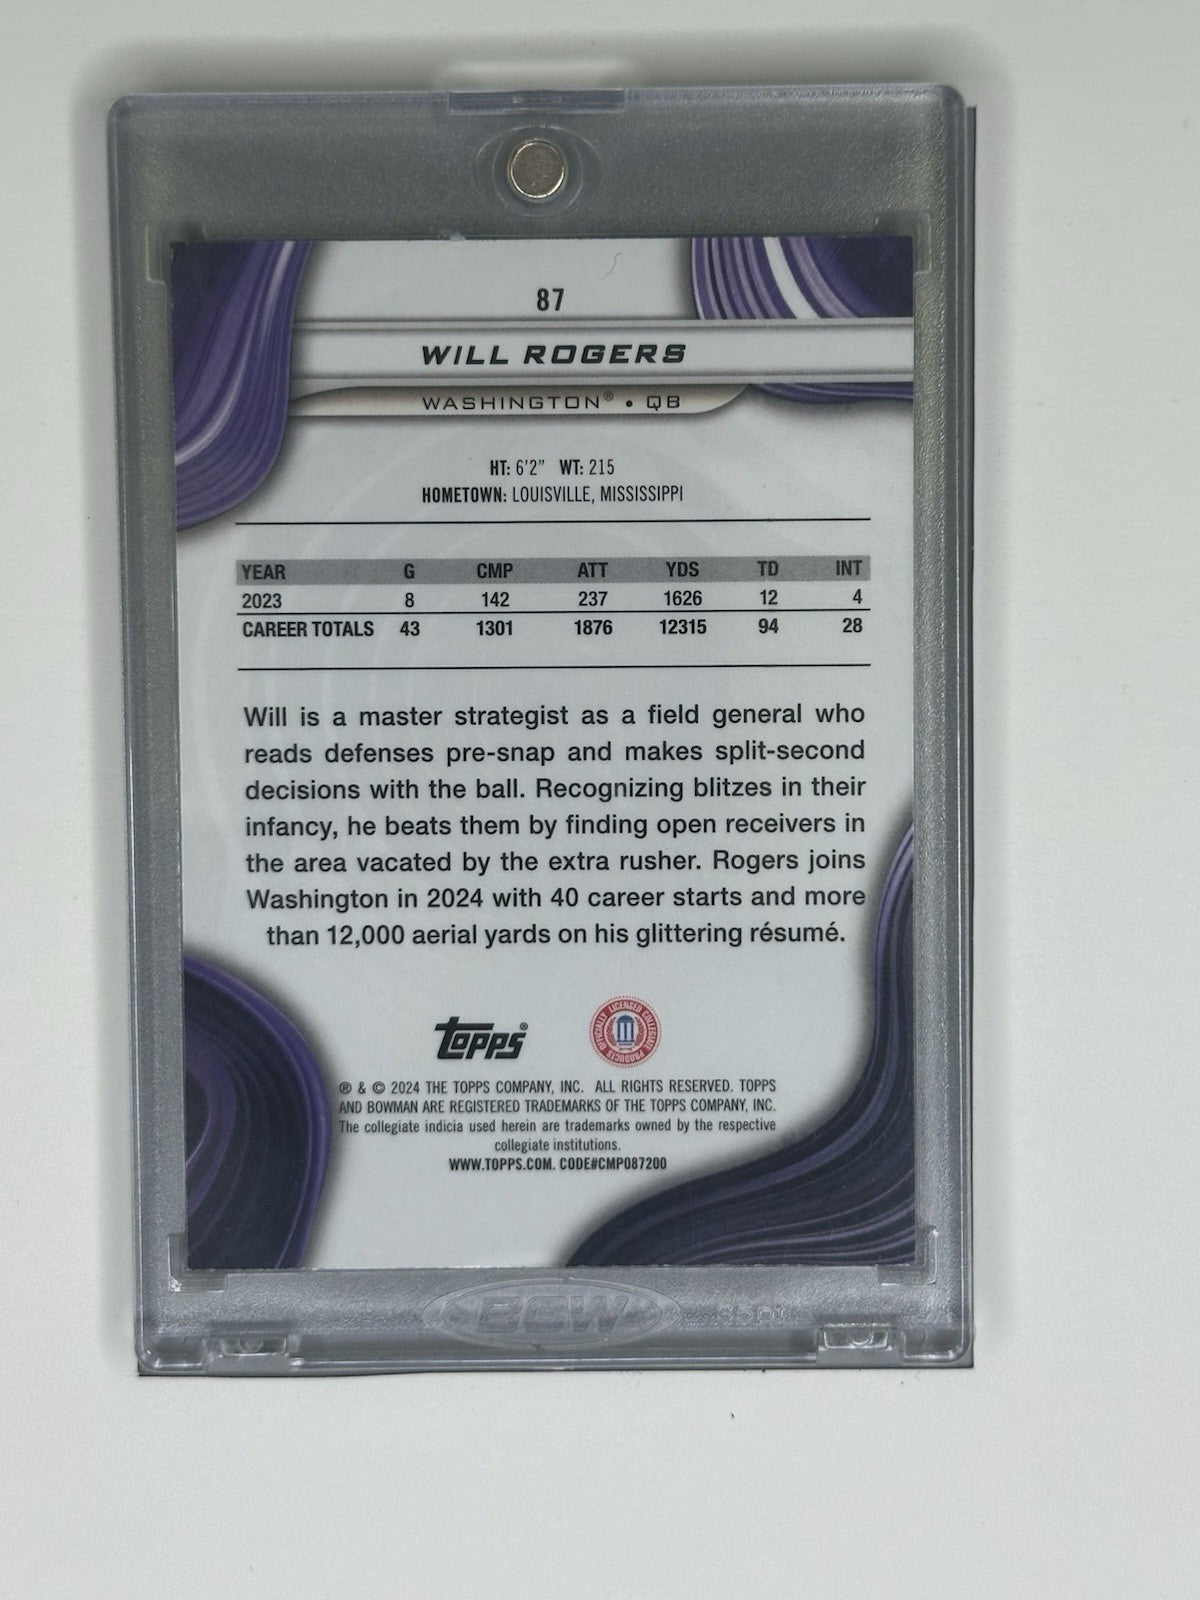 87
WILL ROGERS
WASHINGTON® • QB
HT: 6'2" WT: 215
HOMETOWN: LOUISVILLE, MISSISSIPPI
YEAR G CMP ATT YDS TD INT
2023 8 142 237 1626 12 4
CAREER TOTALS 43 1301 1876 12315 94 28
Will is a master strategist as a field general who
reads defenses pre-snap and makes split-second
decisions with the ball. Recognizing blitzes in their
infancy, he beats them by finding open receivers in
the area vacated by the extra rusher. Rogers joins
Washington in 2024 with 40 career starts and more
than 12,000 aerial yards on his glittering résumé.
topps®
OFFICIALLY LICENSED COLLEGIATE PRODUCTS
® & © 2024 THE TOPPS COMPANY, INC. ALL RIGHTS RESERVED. TOPPS
AND BOWMAN ARE REGISTERED TRADEMARKS OF THE TOPPS COMPANY, INC.
The collegiate indicia used herein are trademarks owned by the respective
collegiate institutions.
WWW.TOPPS.COM. CODE#CMP087200
BCW